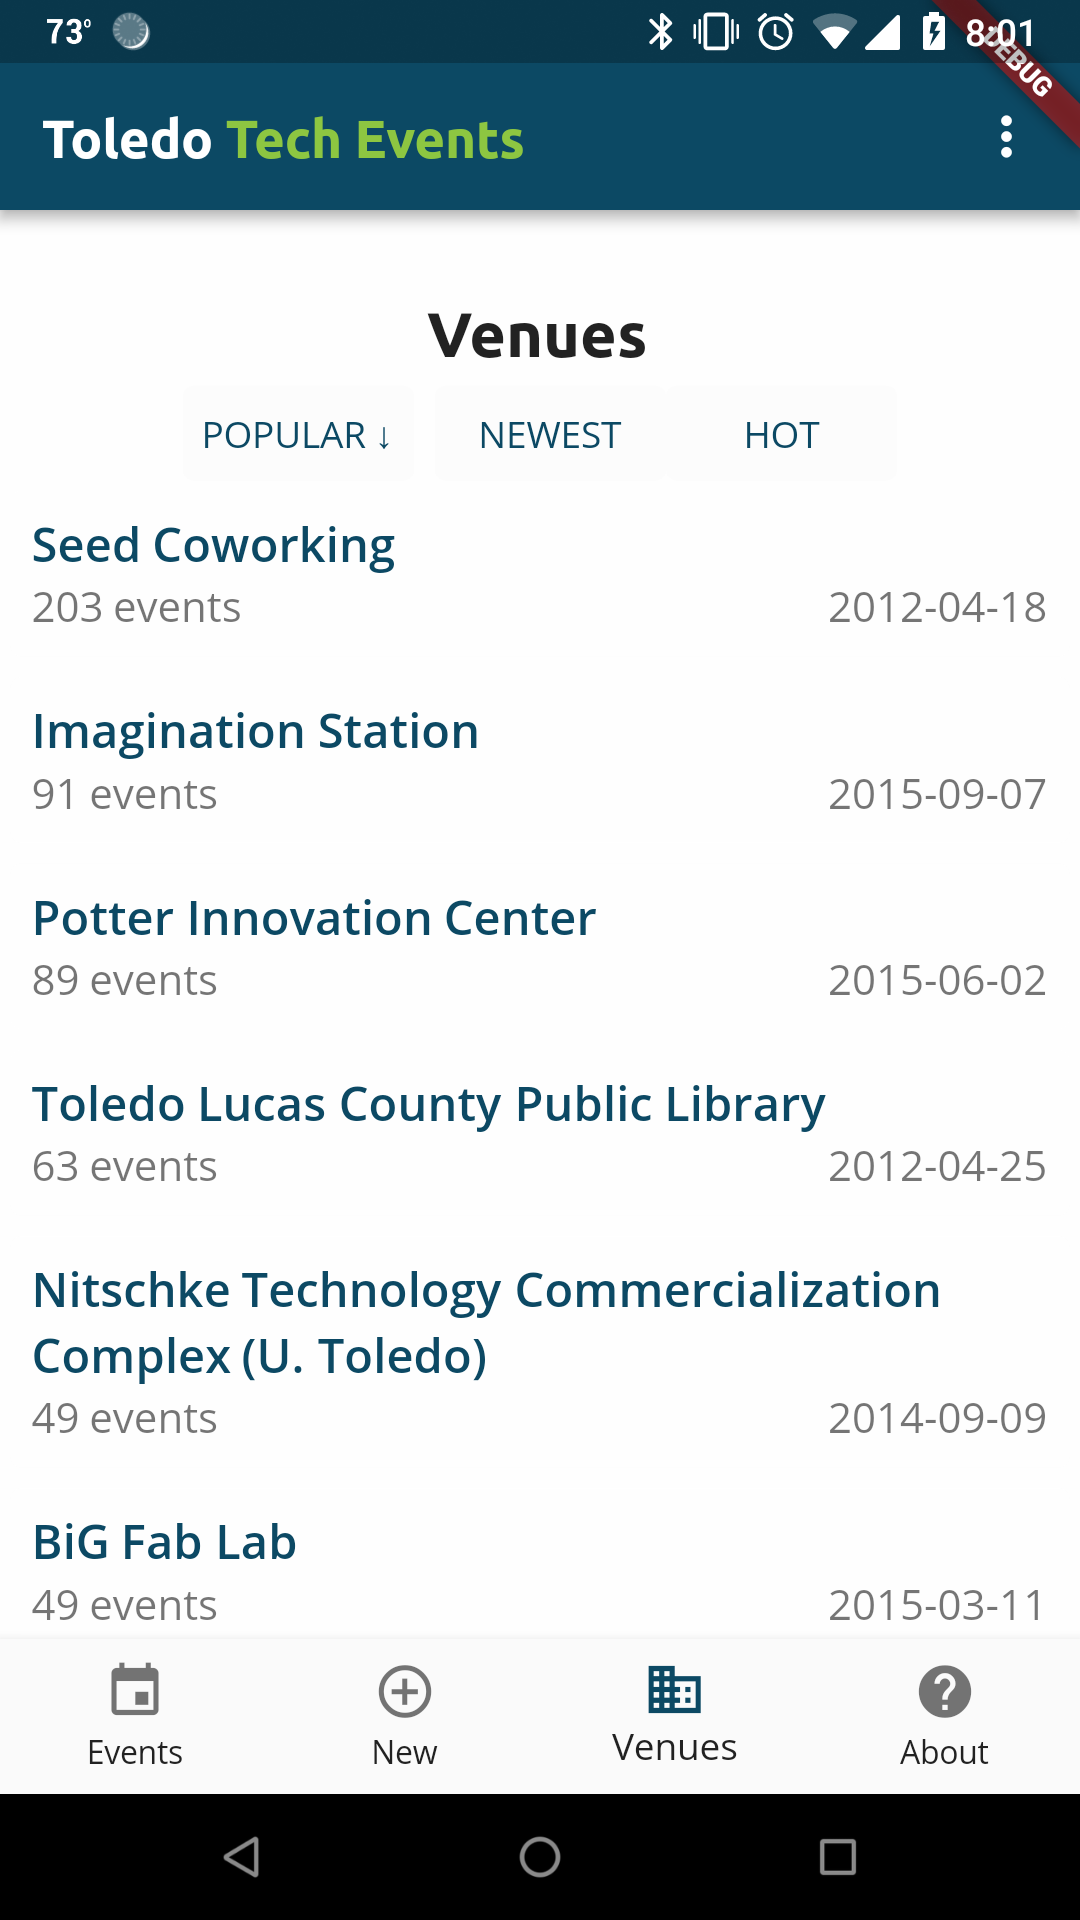 73° 8:01
DEBUG
Toledo Tech Events
Venues
POPULAR ↓ NEWEST HOT
Seed Coworking
203 events 2012-04-18
Imagination Station
91 events 2015-09-07
Potter Innovation Center
89 events 2015-06-02
Toledo Lucas County Public Library
63 events 2012-04-25
Nitschke Technology Commercialization
Complex (U. Toledo)
49 events 2014-09-09
BiG Fab Lab
49 events 2015-03-11
Events New Venues About